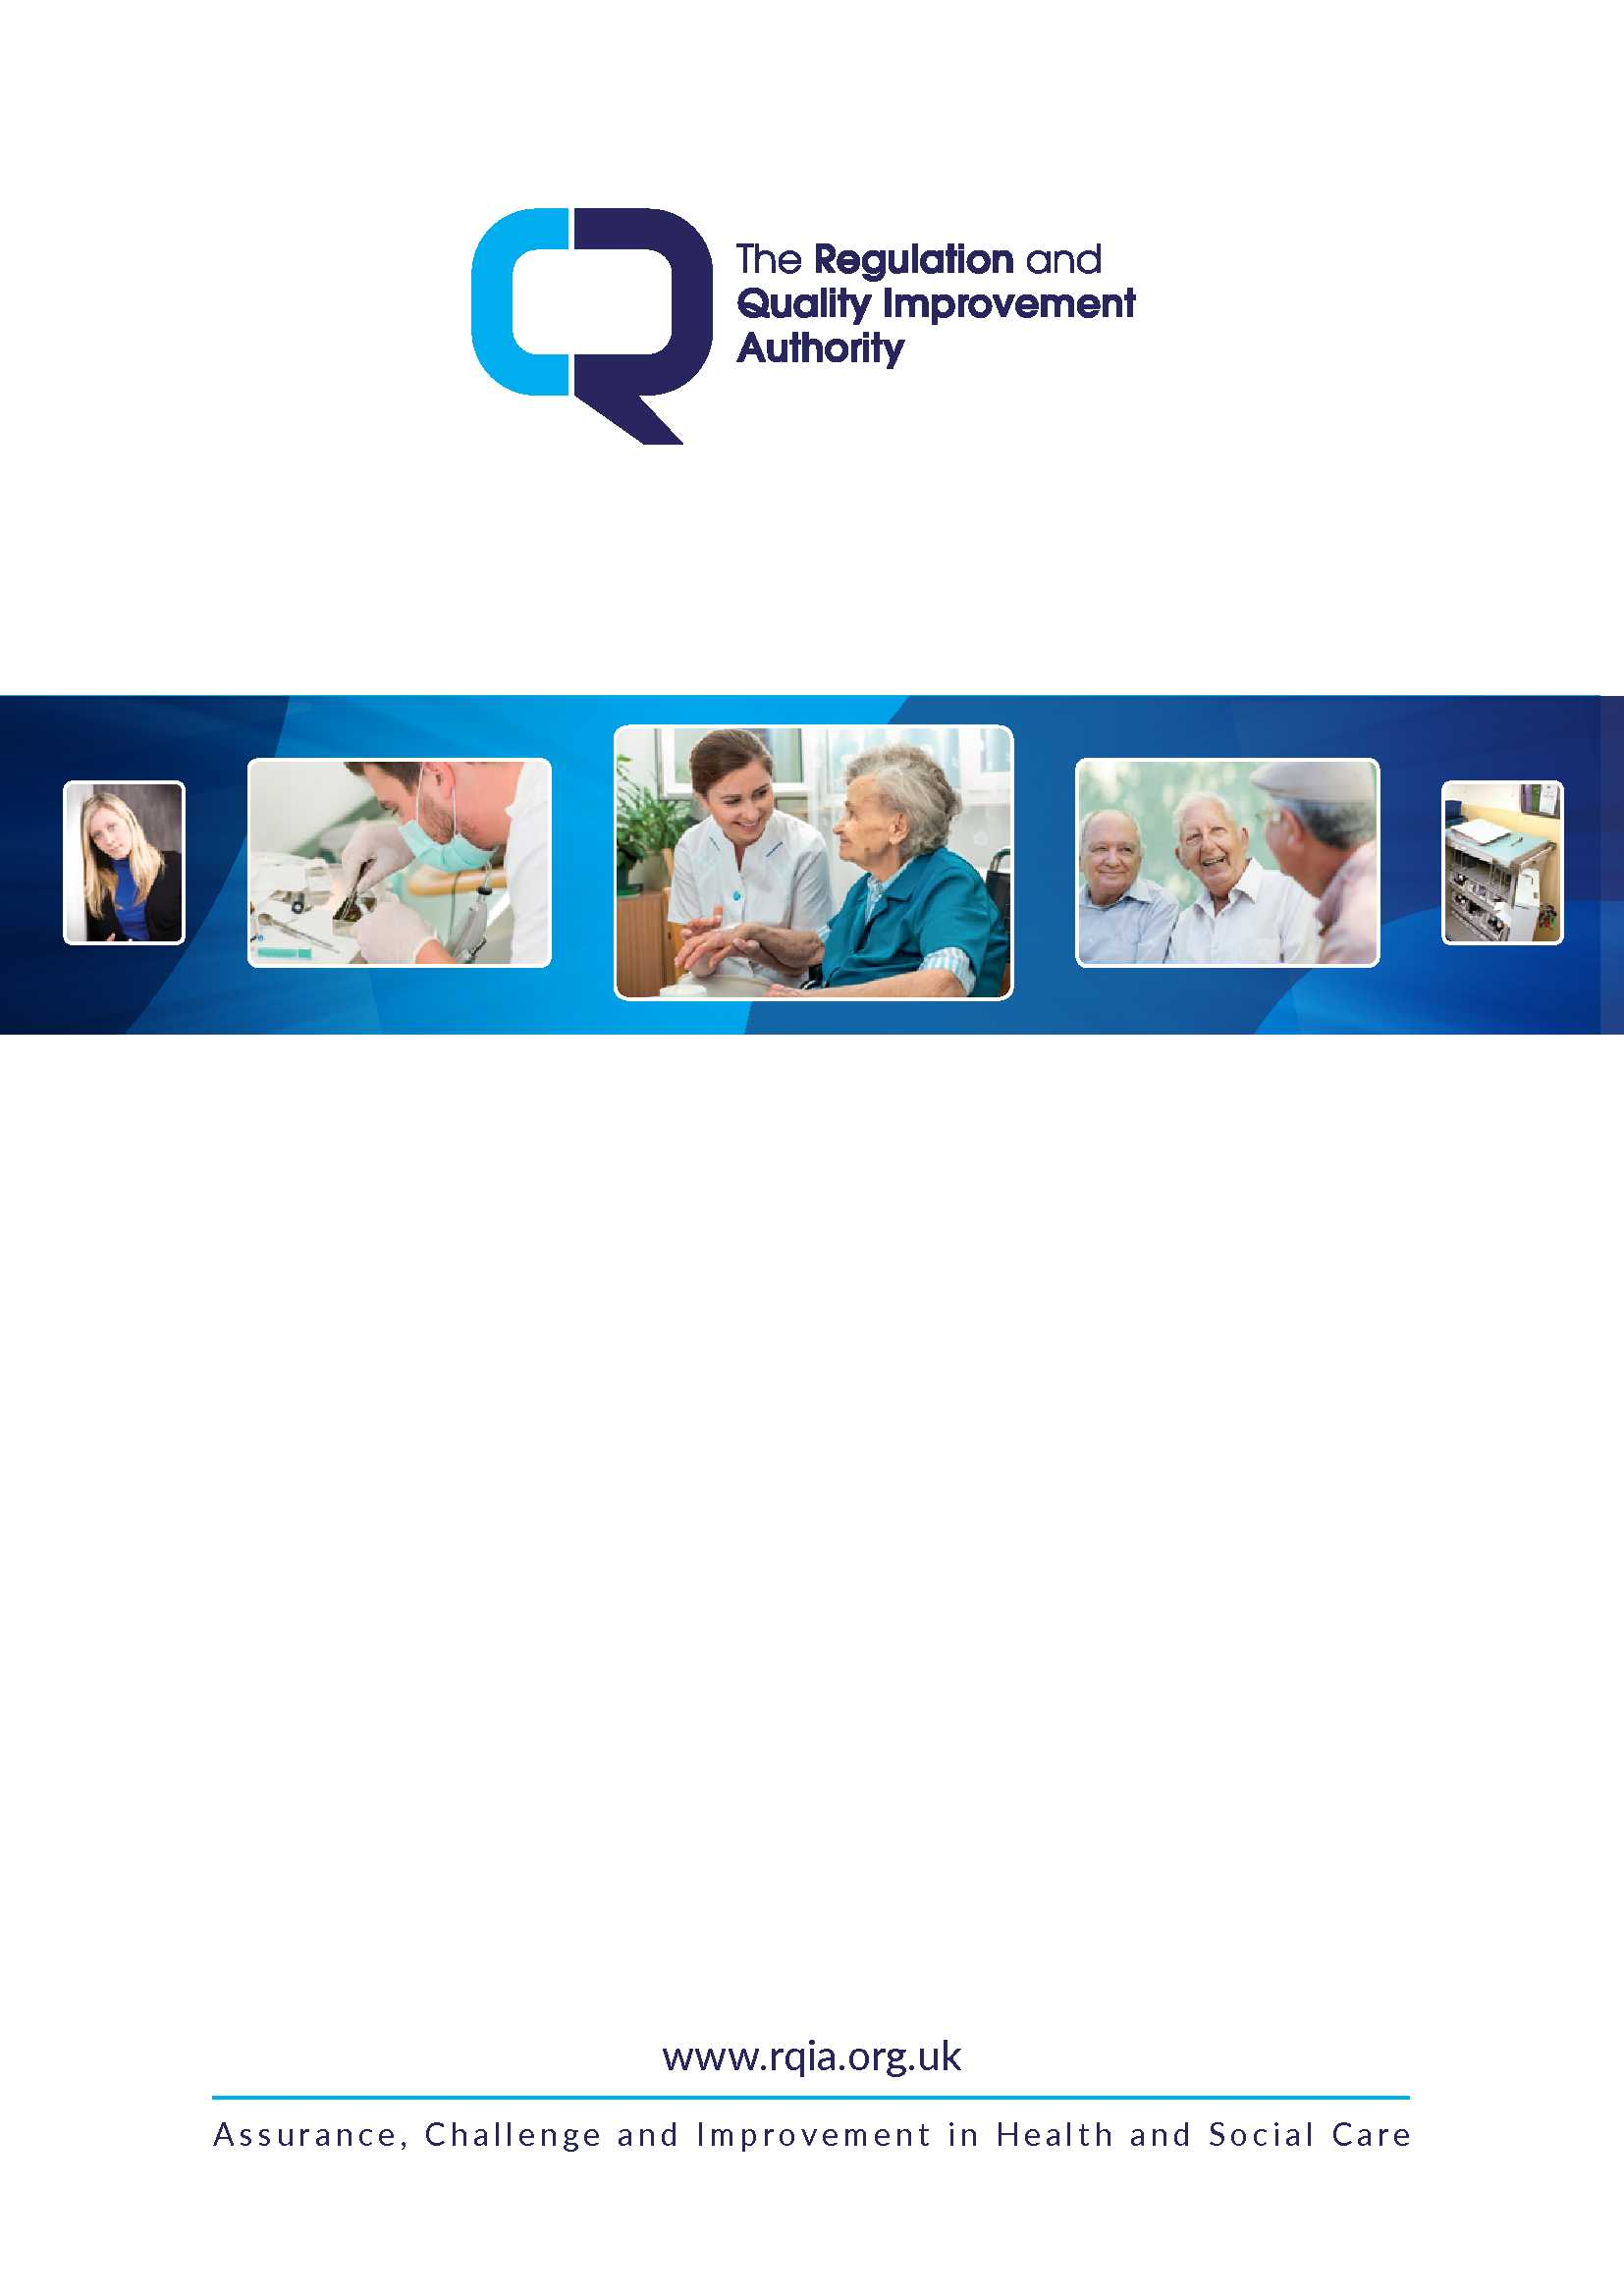 The Regulation and
Quality Improvement
Authority
www.rqia.org.uk
Assurance, Challenge and Improvement in Health and Social Care